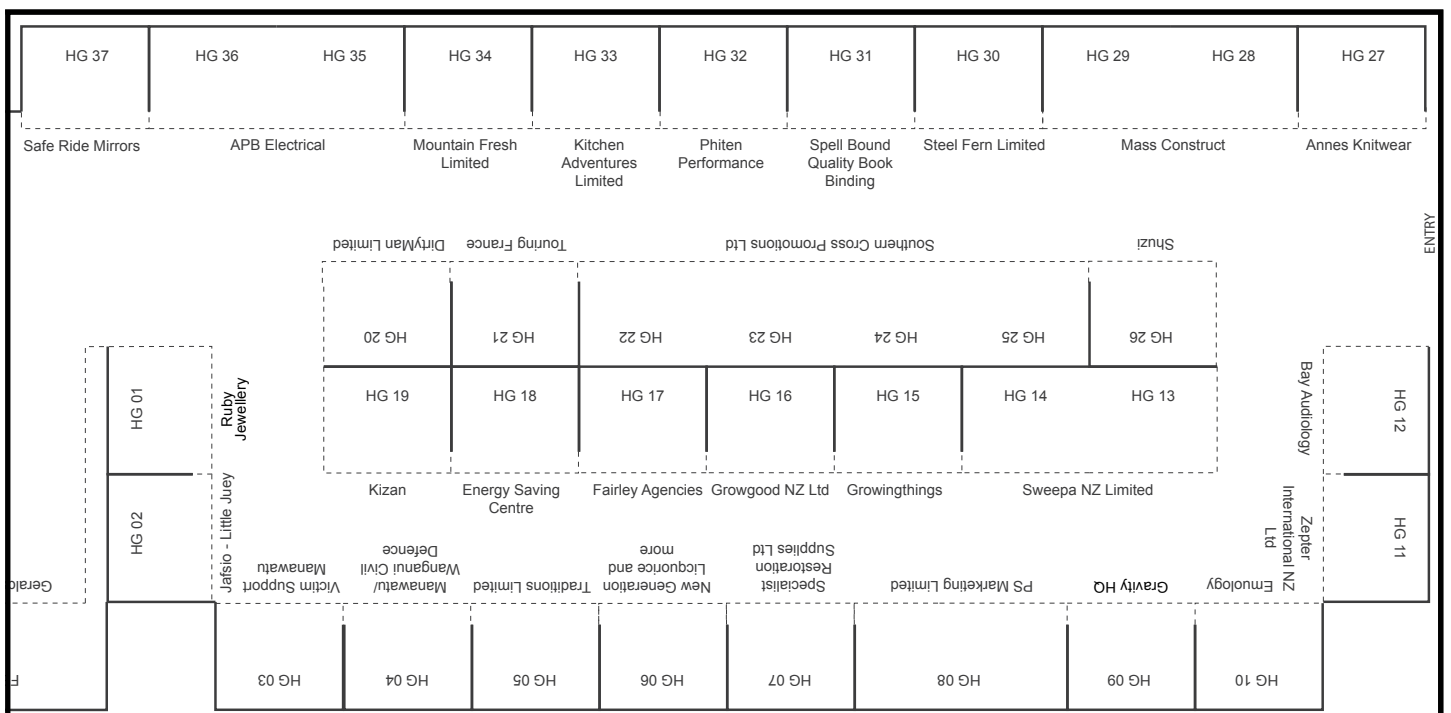 HG 37
HG 36
HG 35
HG 34
HG 33
HG 32
HG 31
HG 30
HG 29
HG 28
HG 27
Safe Ride Mirrors
APB Electrical
Mountain Fresh
Limited
Kitchen
Adventures
Limited
Phiten
Performance
Spell Bound
Quality Book
Binding
Steel Fern Limited
Mass Construct
Annes Knitwear
ENTRY
DirtyMan Limited
Touring France
Southern Cross Promotions Ltd
Shuzi
HG 20
HG 21
HG 22
HG 23
HG 24
HG 25
HG 26
HG 19
HG 18
HG 17
HG 16
HG 15
HG 14
HG 13
Kizan
Energy Saving
Centre
Fairley Agencies
Growgood NZ Ltd
Growingthings
Sweepa NZ Limited
HG 01
Ruby
Jewellery
HG 02
Jafsio - Little Juey
Bay Audiology
HG 12
Zepter
International NZ
Ltd
HG 11
Victim Support
Manawatu
Manawatu/
Wanganui Civil
Defence
Traditions Limited
New Generation
Licquorice and
more
Specialist
Restoration
Supplies Ltd
PS Marketing Limited
Gravity HQ
Emuology
HG 03
HG 04
HG 05
HG 06
HG 07
HG 08
HG 09
HG 10